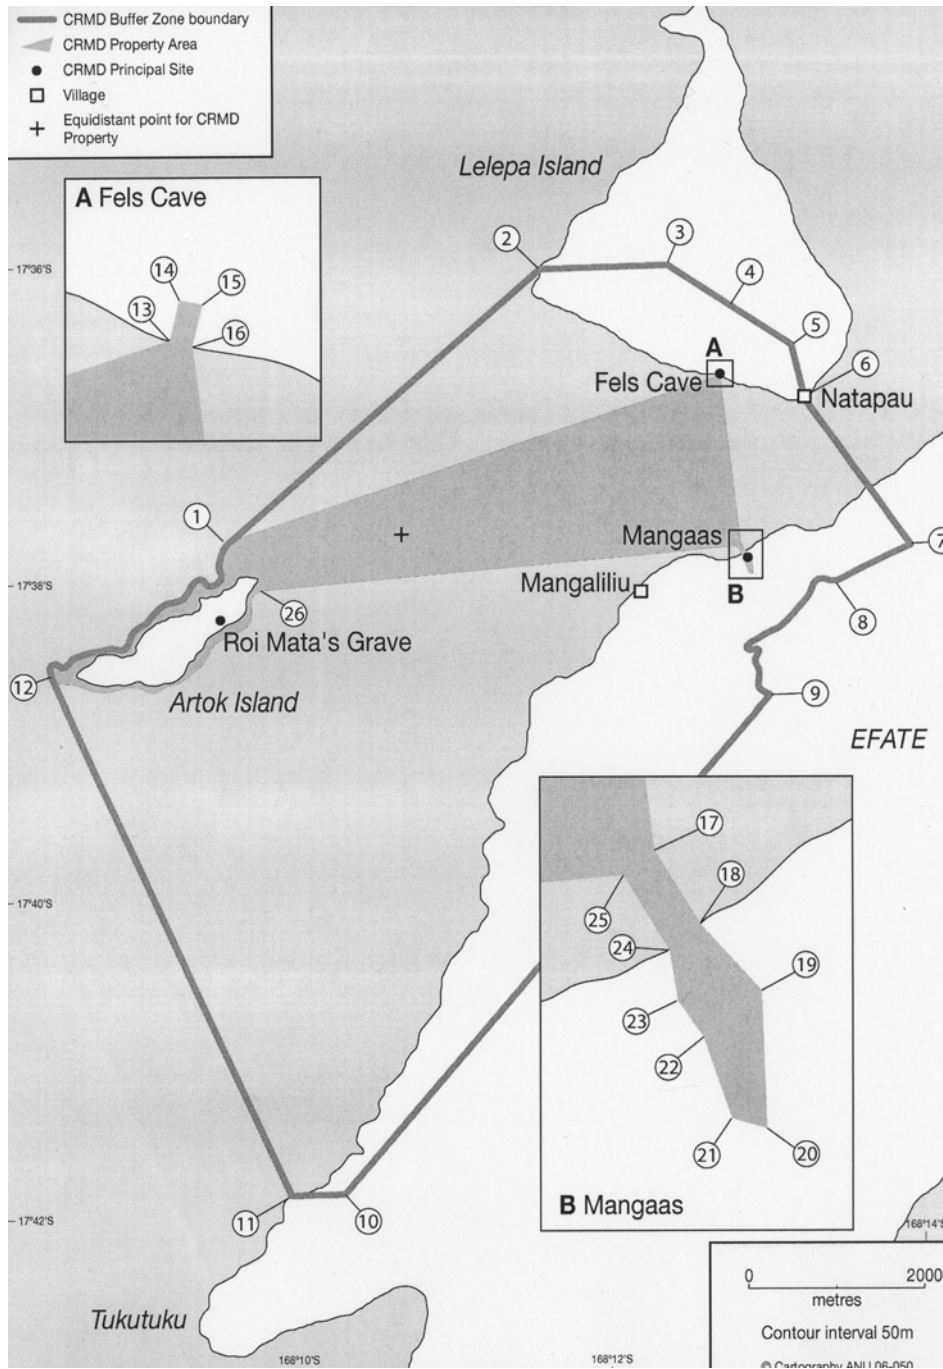 CRMD Buffer Zone boundary
CRMD Property Area
CRMD Principal Site
Village
Equidistant point for CRMD
Property
Lelepa Island
A Fels Cave
2
3
17°36'S
14
15
4
13
16
5
A
6
Fels Cave
Natapau
1
Mangaas
7
17°38'S
Mangaliliu
26
B
8
Roi Mata's Grave
12
9
Artok Island
EFATE
17
18
17°40'S
25
24
19
23
22
21
20
11
10
B Mangaas
17°42'S
168°14'S
0 2000
metres
Tukutuku
Contour interval 50m
168°10'S
168°12'S
© Cartography ANU 06-050